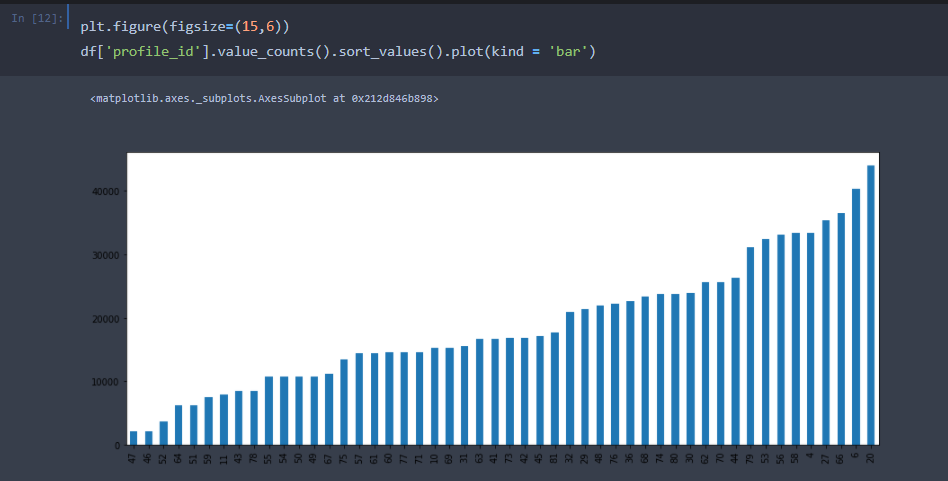 In [12]:
plt.figure(figsize=(15,6))
df['profile_id'].value_counts().sort_values().plot(kind = 'bar')
<matplotlib.axes._subplots.AxesSubplot at 0x212d846b898>
40000
30000
20000
10000
0
47 46 52 64 51 59 11 43 78 55 54 50 49 67 75 57 61 60 77 71 10 69 31 63 41 73 42 45 81 32 29 48 76 36 68 74 80 30 62 70 44 79 53 56 58 4 27 66 6 20